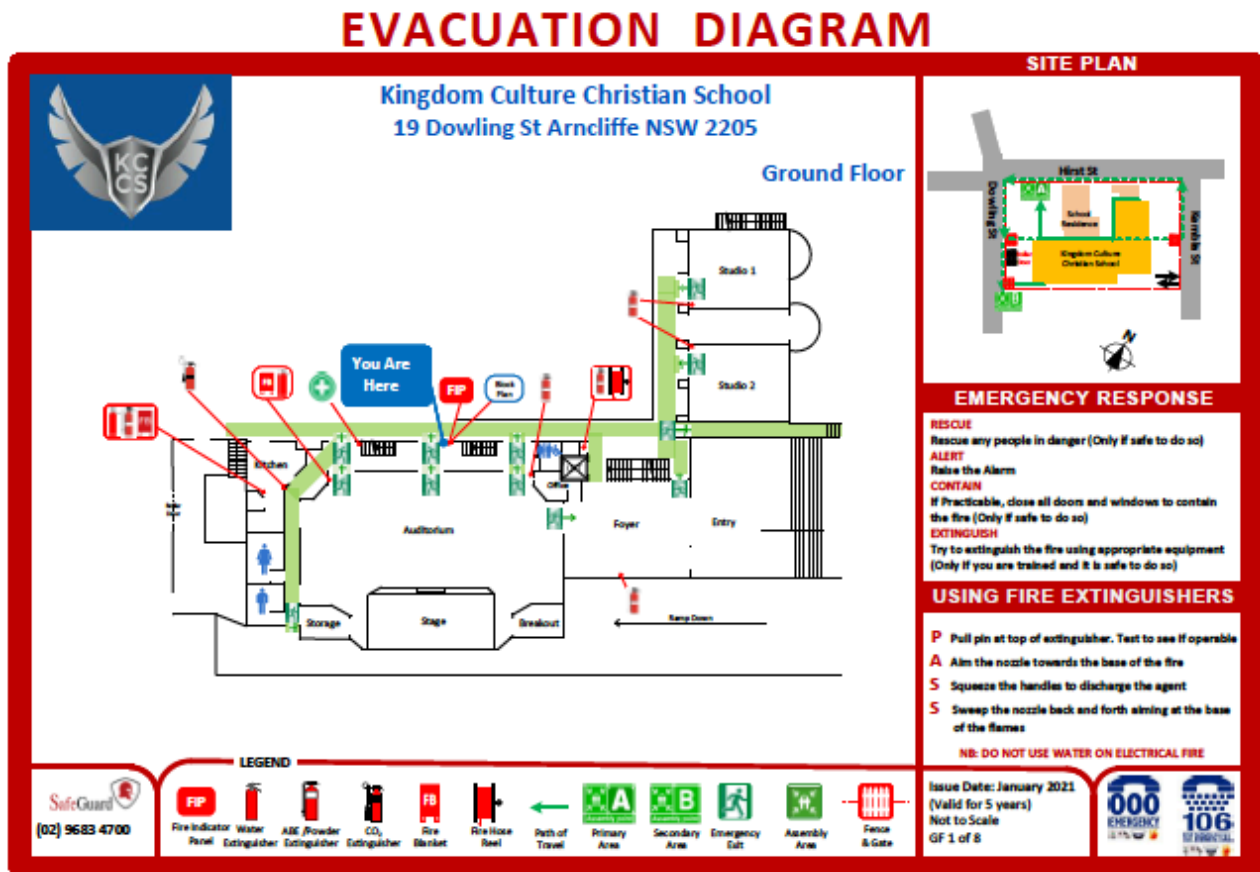 EVACUATION DIAGRAM
KC
CS
Kingdom Culture Christian School
19 Dowling St Arncliffe NSW 2205
Ground Floor
Studio 1
Studio 2
You Are
Here
FIP
Block
Plan
FB
FB
Kitchen
Office
Auditorium
Foyer
Entry
Storage
Stage
Breakout
Ramp Down
SITE PLAN
Hirst St
Dowling St
Kembla St
A
School
Residence
Kingdom Culture
Christian School
B
N
EMERGENCY RESPONSE
RESCUE
Rescue any people in danger (Only if safe to do so)
ALERT
Raise the Alarm
CONTAIN
If Practicable, close all doors and windows to contain
the fire (Only if safe to do so)
EXTINGUISH
Try to extinguish the fire using appropriate equipment
(Only if you are trained and it is safe to do so)
USING FIRE EXTINGUISHERS
P Pull pin at top of extinguisher. Test to see if operable
A Aim the nozzle towards the base of the fire
S Squeeze the handles to discharge the agent
S Sweep the nozzle back and forth aiming at the base
of the flames
NB: DO NOT USE WATER ON ELECTRICAL FIRE
SafeGuard
(02) 9683 4700
LEGEND
FIP
Fire Indicator
Panel
Water
Extinguisher
ABE /Powder
Extinguisher
CO₂
Extinguisher
FB
Fire
Blanket
Fire Hose
Reel
Path of
Travel
A
Assembly point
Primary
Area
B
Assembly point
Secondary
Area
Emergency
Exit
Assembly
Area
Fence
& Gate
Issue Date: January 2021
(Valid for 5 years)
Not to Scale
GF 1 of 8
000
EMERGENCY
106